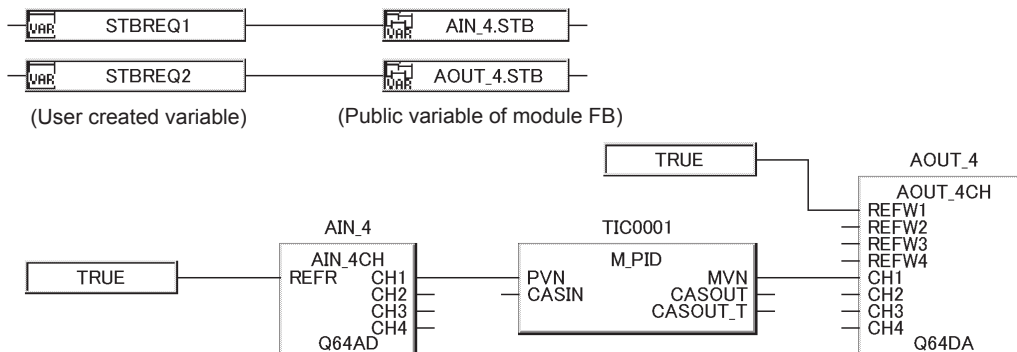 VAR STBREQ1 VAR AIN_4.STB
VAR STBREQ2 VAR AOUT_4.STB
(User created variable) (Public variable of module FB)
TRUE AOUT_4
AOUT_4CH
REFW1
REFW2
REFW3
REFW4
CH1
CH2
CH3
CH4
Q64DA
AIN_4
AIN_4CH
TRUE REFR CH1
CH2
CH3
CH4
Q64AD
TIC0001
M_PID
PVN MVN
CASIN CASOUT
CASOUT_T